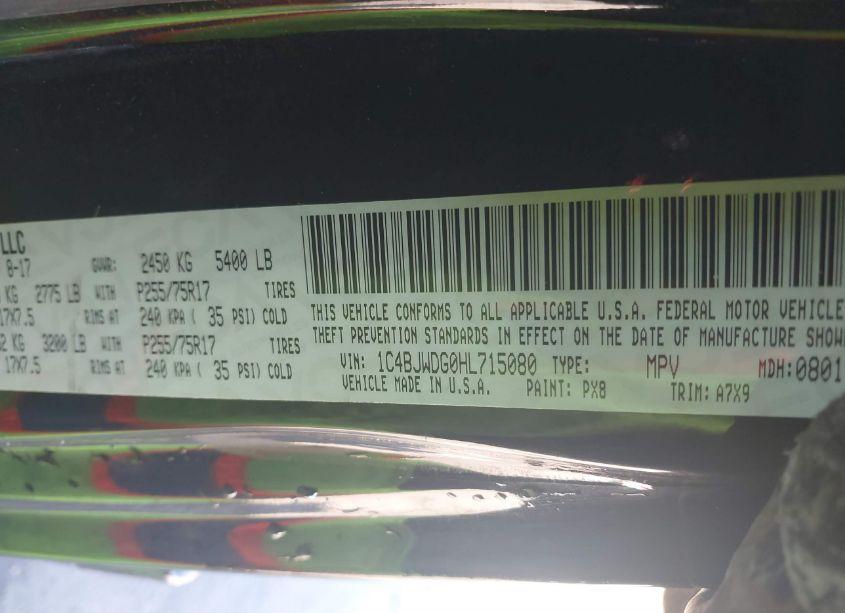 LLC
8-17 GVWR: 2450 KG 5400 LB
KG 2775 LB WITH P255/75R17 TIRES
17X7.5 RIMS AT 240 KPA ( 35 PSI) COLD
KG 3200 LB WITH P255/75R17 TIRES
17X7.5 RIMS AT 240 KPA ( 35 PSI) COLD
THIS VEHICLE CONFORMS TO ALL APPLICABLE U.S.A. FEDERAL MOTOR VEHICLE
THEFT PREVENTION STANDARDS IN EFFECT ON THE DATE OF MANUFACTURE SHOW
VIN: 1C4BJWDG0HL715080 TYPE: MPV MDH:0801
VEHICLE MADE IN U.S.A. PAINT: PX8 TRIM: A7X9